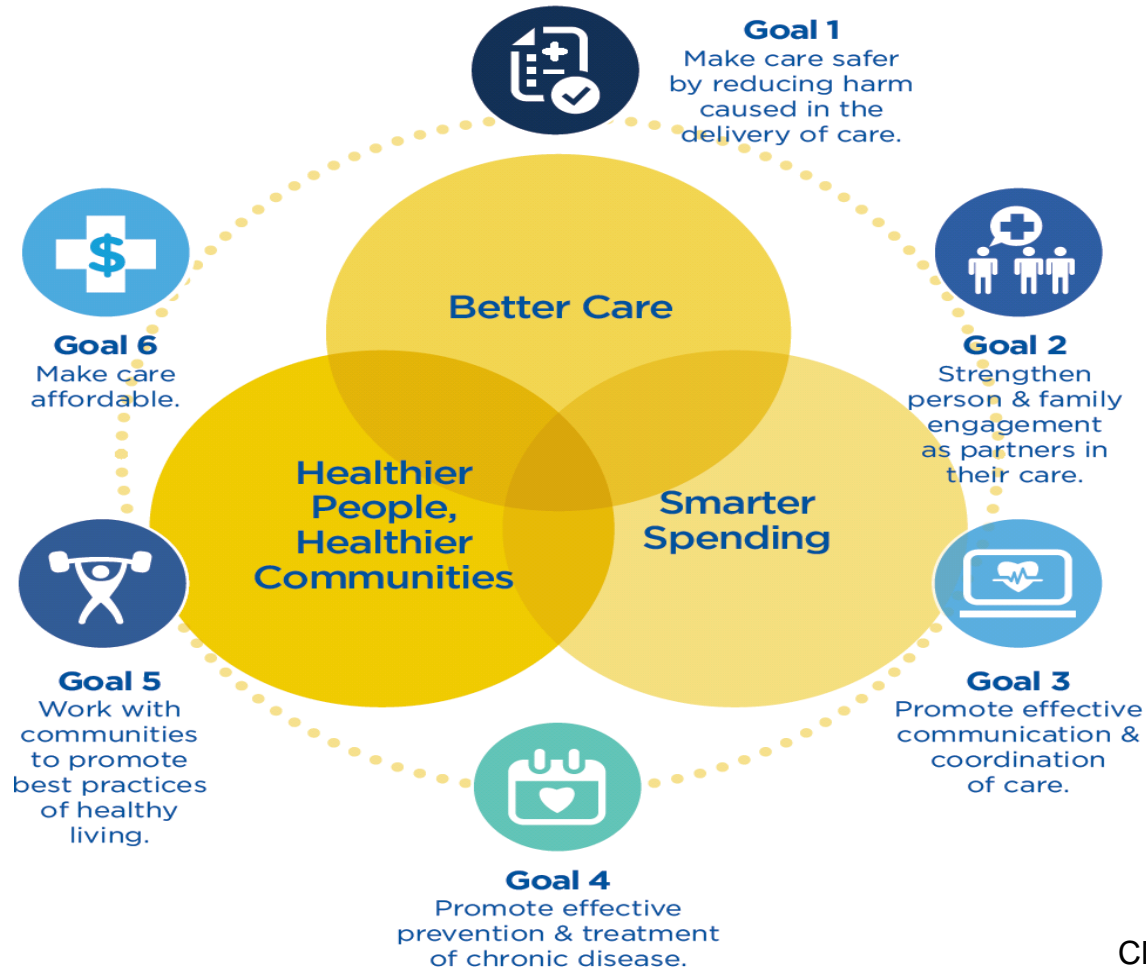 Goal 1
Make care safer
by reducing harm
caused in the
delivery of care.
Goal 2
Strengthen
person & family
engagement
as partners in
their care.
Goal 3
Promote effective
communication &
coordination
of care.
Goal 4
Promote effective
prevention & treatment
of chronic disease.
Goal 5
Work with
communities
to promote
best practices
of healthy
living.
Goal 6
Make care
affordable.
$
Better Care
Healthier
People,
Healthier
Communities
Smarter
Spending